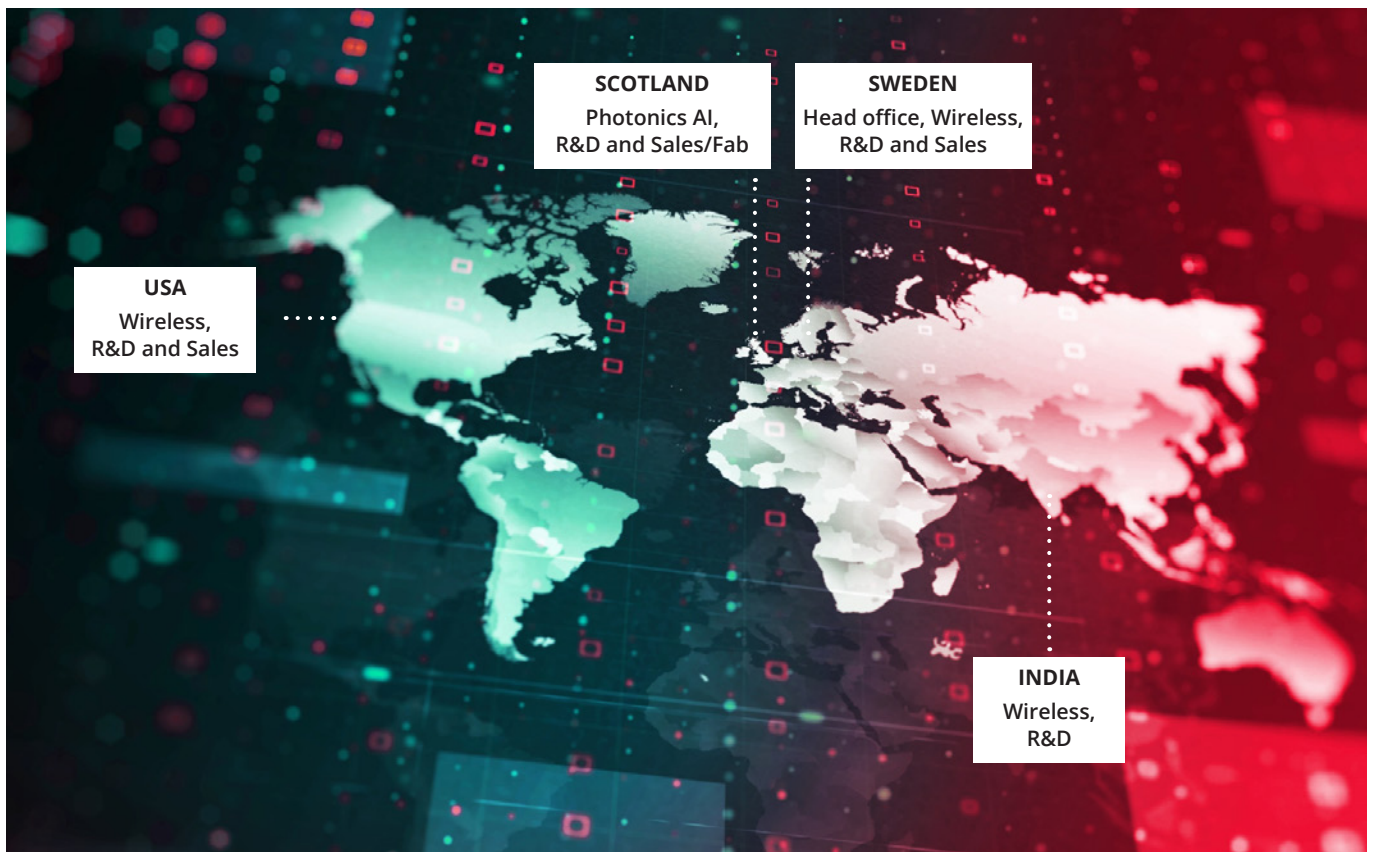 SCOTLAND
Photonics AI,
R&D and Sales/Fab
SWEDEN
Head office, Wireless,
R&D and Sales
USA
Wireless,
R&D and Sales
INDIA
Wireless,
R&D